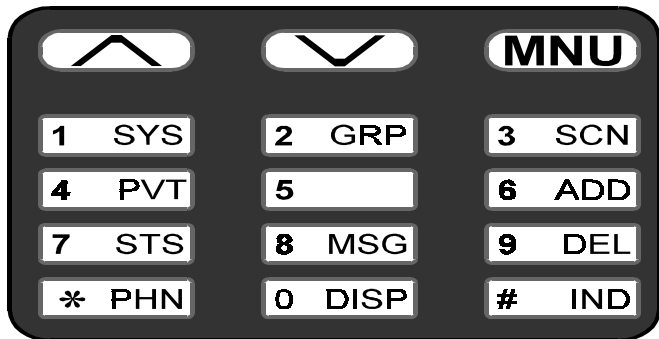 MNU
1 SYS 2 GRP 3 SCN
4 PVT 5 6 ADD
7 STS 8 MSG 9 DEL
* PHN 0 DISP # IND